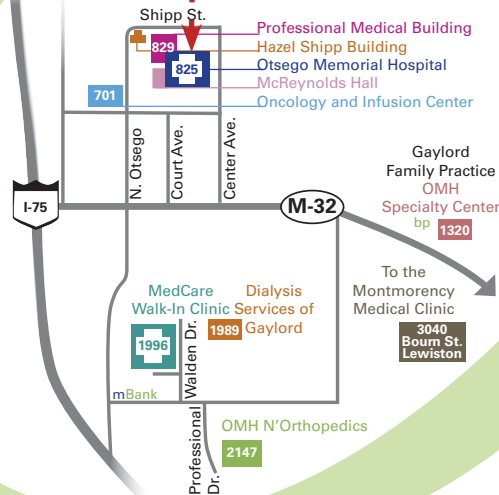 Shipp St.
Professional Medical Building
829
Hazel Shipp Building
825
Otsego Memorial Hospital
McReynolds Hall
701
Oncology and Infusion Center
N. Otsego
Court Ave.
Center Ave.
Gaylord
Family Practice
OMH
Specialty Center
bp
1320
I-75
M-32
To the
Montmorency
Medical Clinic
3040
Bourn St.
Lewiston
MedCare
Walk-In Clinic
1996
Dialysis
Services of
Gaylord
1989
Walden Dr.
mBank
Professional
Dr.
OMH N'Orthopedics
2147